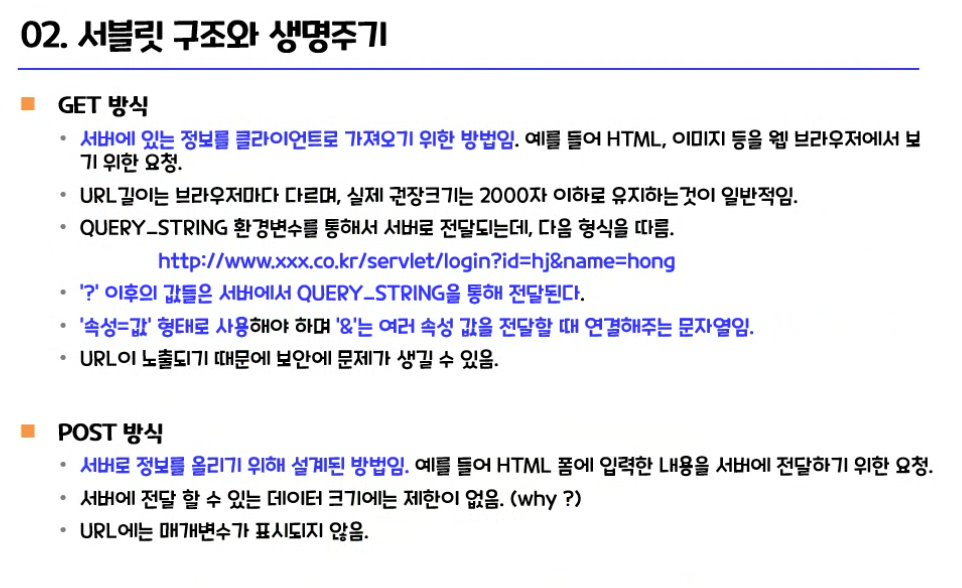 02. 서블릿 구조와 생명주기
GET 방식
서버에 있는 정보를 클라이언트로 가져오기 위한 방법임. 예를 들어 HTML, 이미지 등을 웹 브라우저에서 보
기 위한 요청.
URL길이는 브라우저마다 다르며, 실제 권장크기는 2000자 이하로 유지하는것이 일반적임.
QUERY_STRING 환경변수를 통해서 서버로 전달되는데, 다음 형식을 따름.
http://www.xxx.co.kr/servlet/login?id=hj&name=hong
'?' 이후의 값들은 서버에서 QUERY_STRING을 통해 전달된다.
'속성=값' 형태로 사용해야 하며 '&'는 여러 속성 값을 전달할 때 연결해주는 문자열임.
URL이 노출되기 때문에 보안에 문제가 생길 수 있음.
POST 방식
서버로 정보를 올리기 위해 설계된 방법임. 예를 들어 HTML 폼에 입력한 내용을 서버에 전달하기 위한 요청.
서버에 전달 할 수 있는 데이터 크기에는 제한이 없음. (why ?)
URL에는 매개변수가 표시되지 않음.